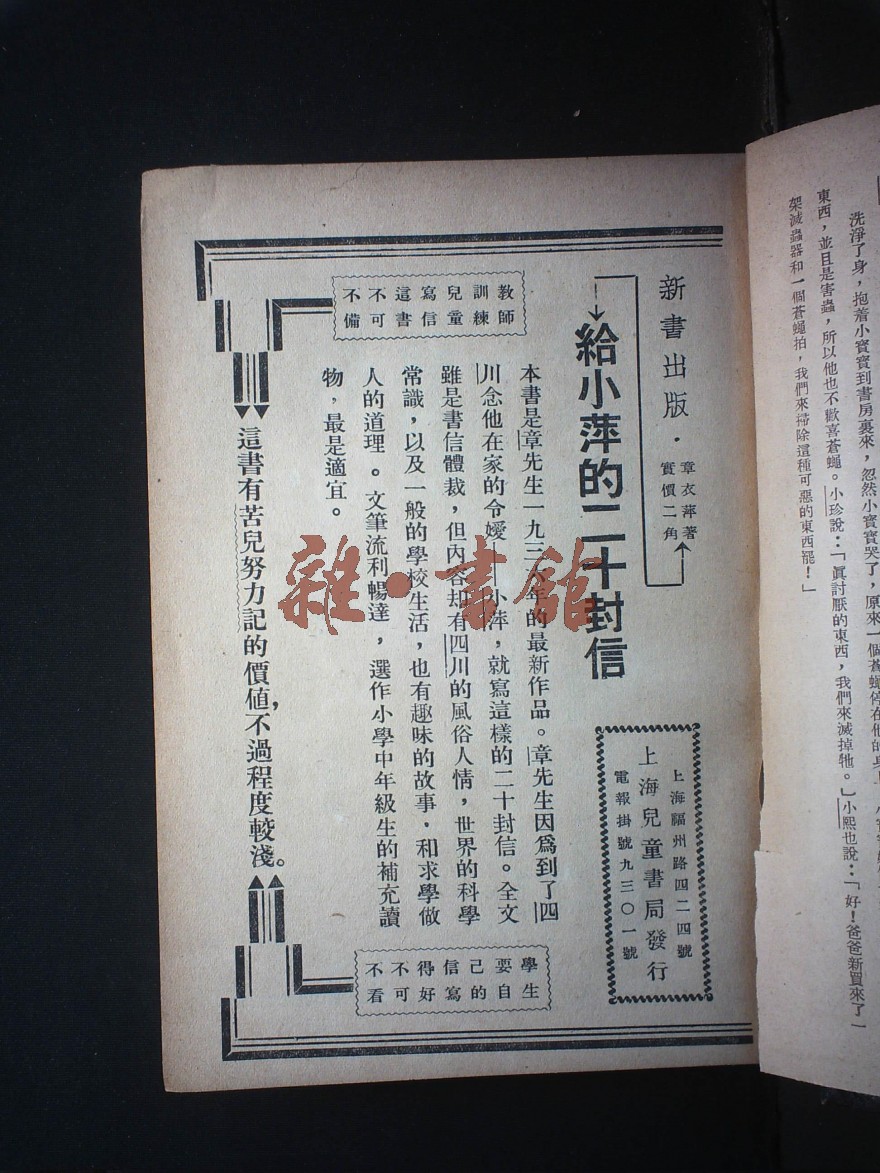 洗淨了身，抱着小寶寶到書房裏來，忽然小寶寶哭了，原來一個蒼蠅停在他的身
東西，並且是害蟲，所以他也不歡喜蒼蠅。小珍說：「眞討厭的東西，我們來滅掉牠。」小熙也說：「好！爸爸新買來了一
架滅蟲器和一個蒼蠅拍，我們來掃除這種可惡的東西罷！」
新書出版·
章衣萍著
實價二角
給小萍的二十封信
上海福州路四二四號
上海兒童書局發行
電報掛號九三〇一號
教師訓練兒童寫信這書不可不備
本書是章先生一九三六年的最新作品。章先生因爲到了四
川念他在家的令嬡——小萍，就寫這樣的二十封信。全文
雖是書信體裁，但內容却有四川的風俗人情，世界的科學
常識，以及一般的學校生活，也有趣味的故事，和求學做
人的道理。文筆流利暢達，選作小學中年級生的補充讀
物，最是適宜。
學生要自己的信寫得好不可不看
這書有苦兒努力記的價值，不過程度較淺。
雜·書館